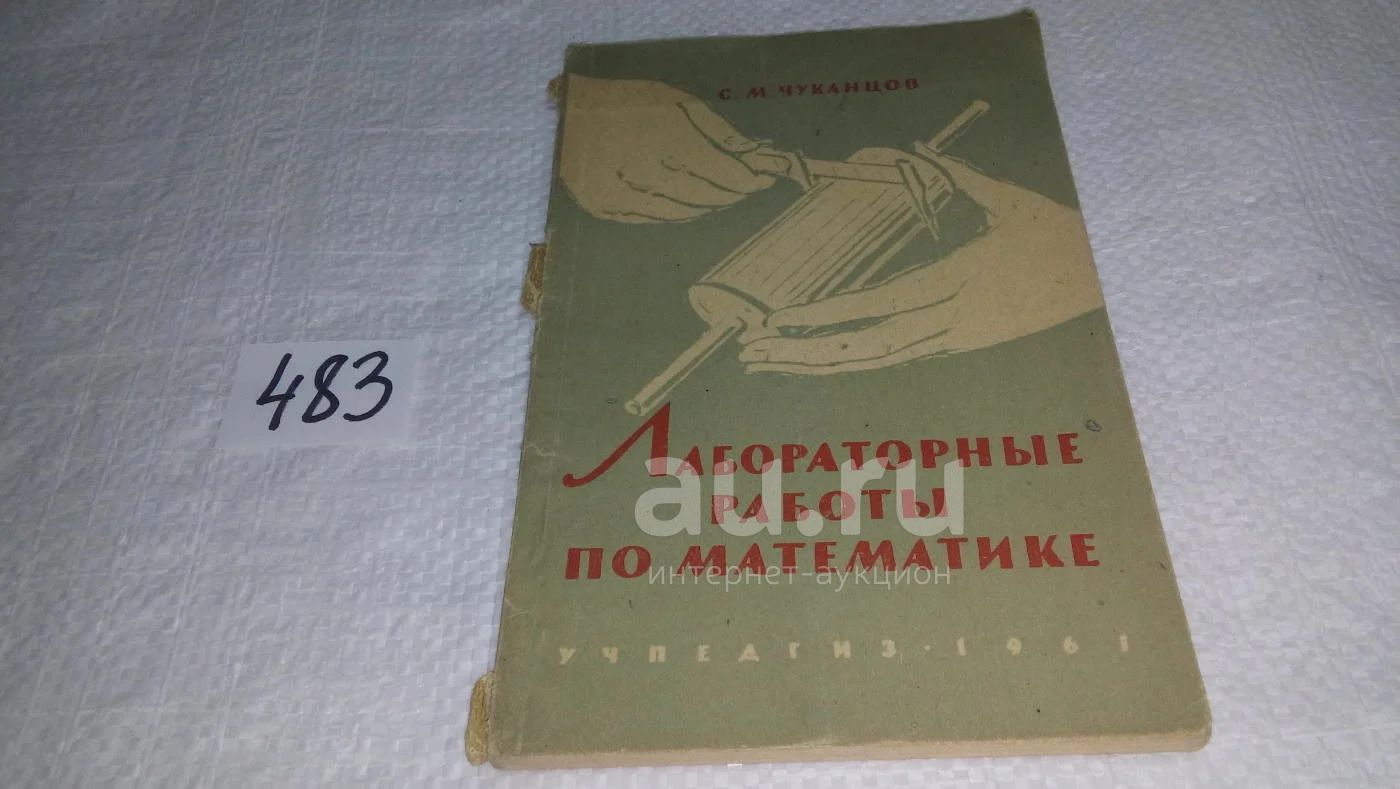 С. М. ЧУКАНЦОВ
483
ЛАБОРАТОРНЫЕ
РАБОТЫ
ПО МАТЕМАТИКЕ
au.ru
интернет-аукцион
УЧПЕДГИЗ · 1961